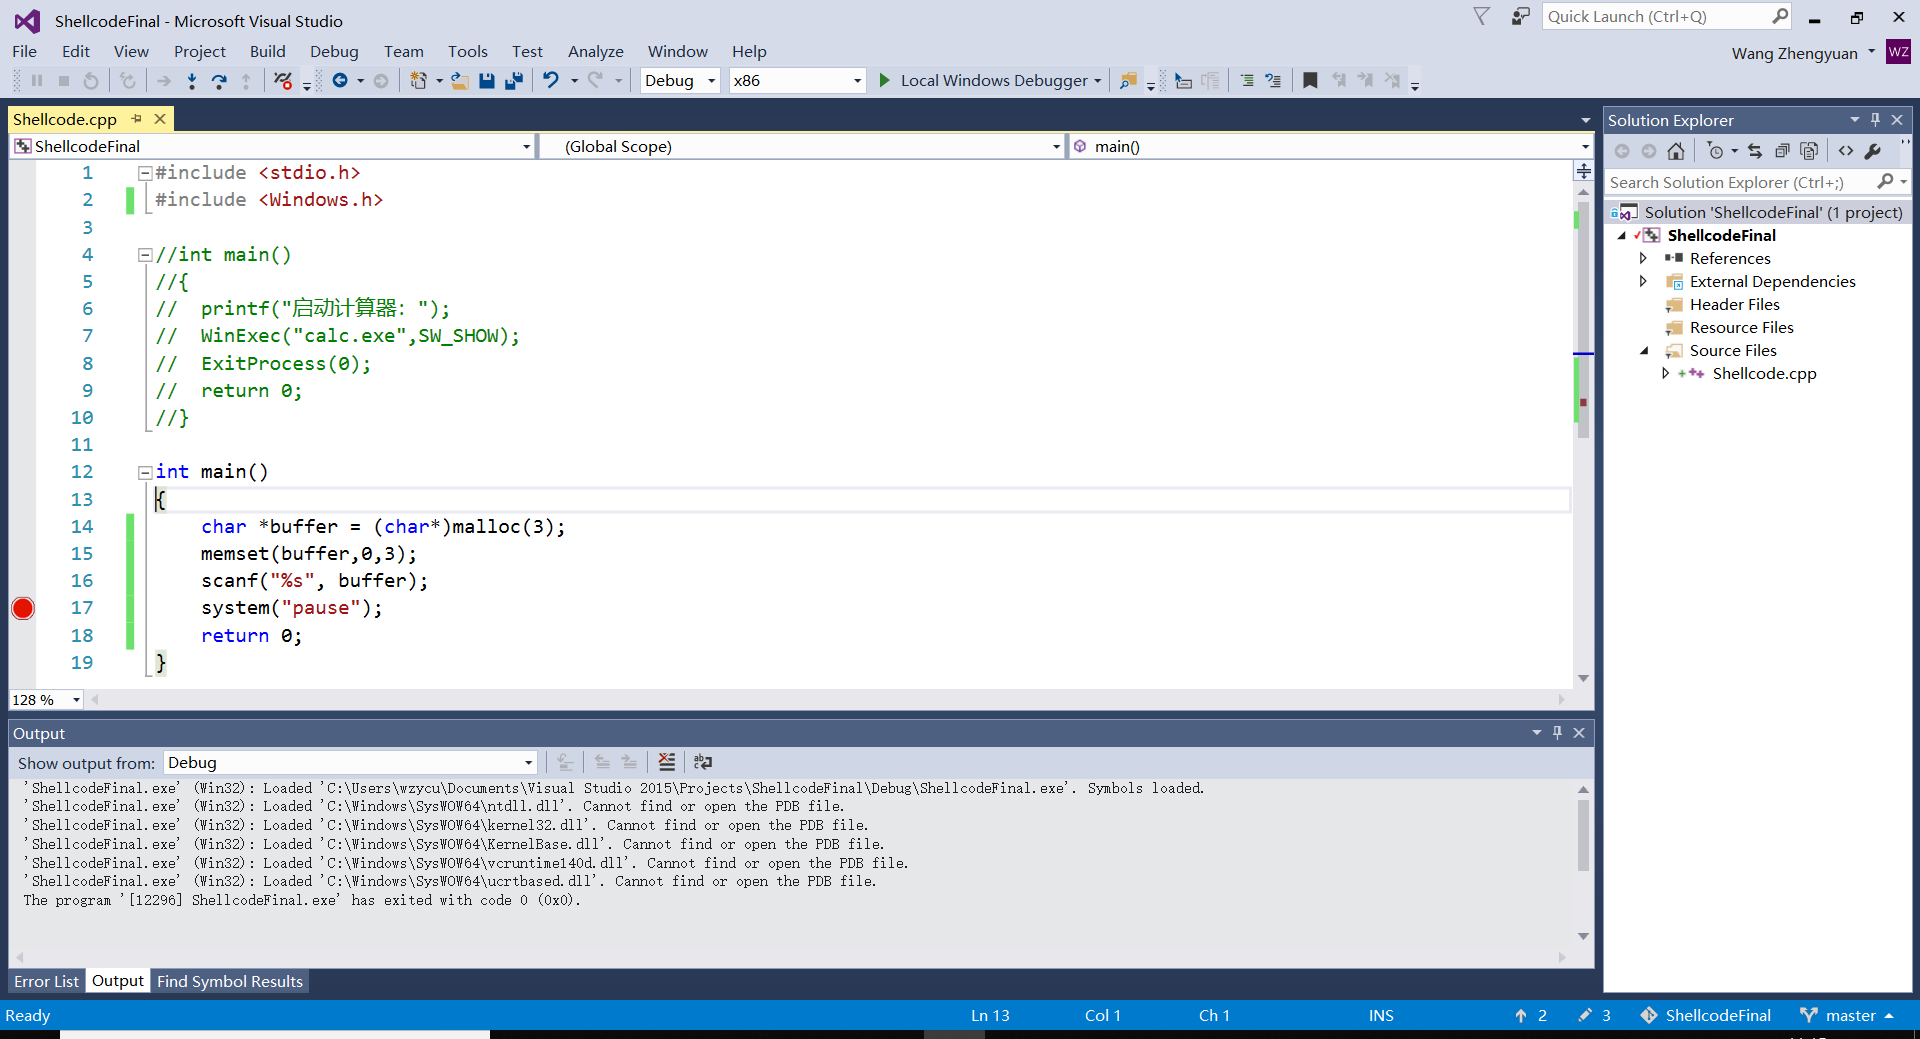 ShellcodeFinal - Microsoft Visual Studio
Quick Launch (Ctrl+Q)
File Edit View Project Build Debug Team Tools Test Analyze Window Help
Wang Zhengyuan WZ
Debug x86 Local Windows Debugger
Shellcode.cpp
ShellcodeFinal (Global Scope) main()
1 #include <stdio.h>
2 #include <Windows.h>
3
4 //int main()
5 //{
6 // printf("启动计算器：");
7 // WinExec("calc.exe",SW_SHOW);
8 // ExitProcess(0);
9 // return 0;
10 //}
11
12 int main()
13 {
14 char *buffer = (char*)malloc(3);
15 memset(buffer,0,3);
16 scanf("%s", buffer);
17 system("pause");
18 return 0;
19 }
128 %
Solution Explorer
Search Solution Explorer (Ctrl+;)
Solution 'ShellcodeFinal' (1 project)
ShellcodeFinal
References
External Dependencies
Header Files
Resource Files
Source Files
Shellcode.cpp
Output
Show output from: Debug
'ShellcodeFinal.exe' (Win32): Loaded 'C:\Users\wzycu\Documents\Visual Studio 2015\Projects\ShellcodeFinal\Debug\ShellcodeFinal.exe'. Symbols loaded.
'ShellcodeFinal.exe' (Win32): Loaded 'C:\Windows\SysWOW64\ntdll.dll'. Cannot find or open the PDB file.
'ShellcodeFinal.exe' (Win32): Loaded 'C:\Windows\SysWOW64\kernel32.dll'. Cannot find or open the PDB file.
'ShellcodeFinal.exe' (Win32): Loaded 'C:\Windows\SysWOW64\KernelBase.dll'. Cannot find or open the PDB file.
'ShellcodeFinal.exe' (Win32): Loaded 'C:\Windows\SysWOW64\vcruntime140d.dll'. Cannot find or open the PDB file.
'ShellcodeFinal.exe' (Win32): Loaded 'C:\Windows\SysWOW64\ucrtbased.dll'. Cannot find or open the PDB file.
The program '[12296] ShellcodeFinal.exe' has exited with code 0 (0x0).
Error List Output Find Symbol Results
Ready Ln 13 Col 1 Ch 1 INS 2 3 ShellcodeFinal master